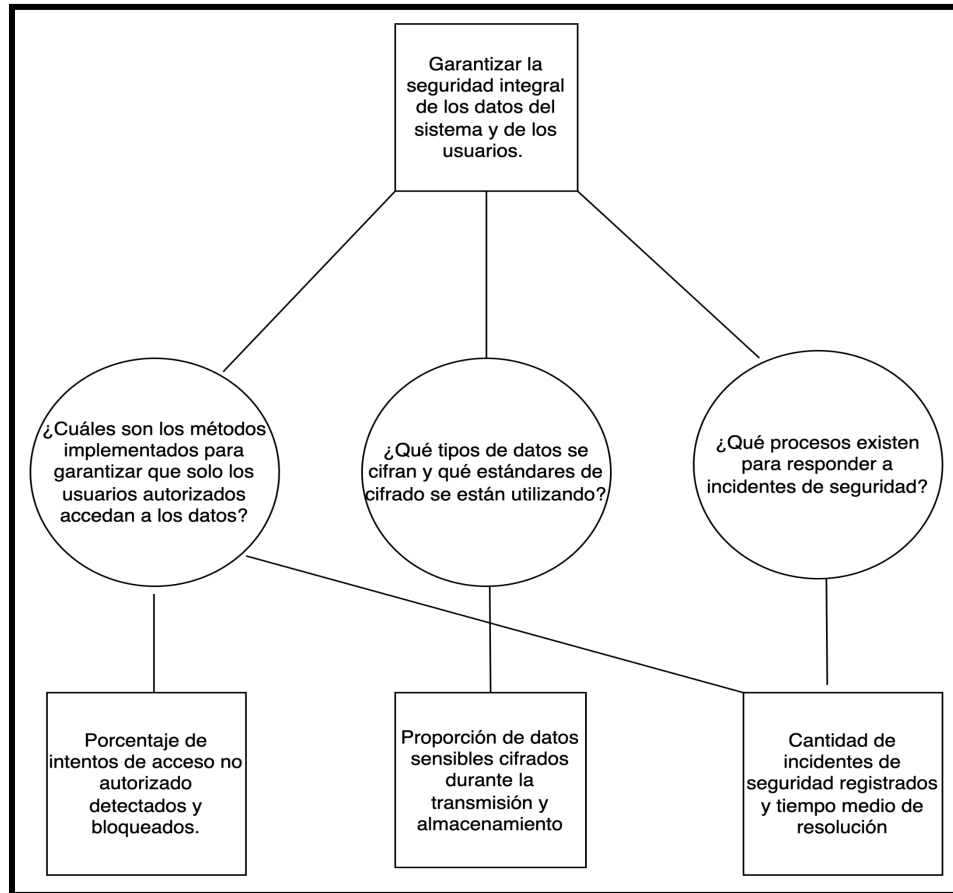 Garantizar la
seguridad integral
de los datos del
sistema y de los
usuarios.
¿Cuáles son los métodos
implementados para
garantizar que solo los
usuarios autorizados
accedan a los datos?
¿Qué tipos de datos se
cifran y qué estándares de
cifrado se están utilizando?
¿Qué procesos existen
para responder a
incidentes de seguridad?
Porcentaje de
intentos de acceso no
autorizado
detectados y
bloqueados.
Proporción de datos
sensibles cifrados
durante la
transmisión y
almacenamiento
Cantidad de
incidentes de
seguridad registrados
y tiempo medio de
resolución